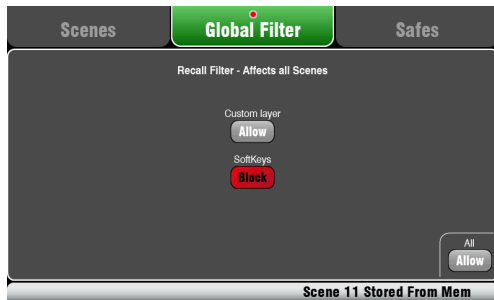 Scenes
Global Filter
Safes
Recall Filter - Affects all Scenes
Custom layer
Allow
SoftKeys
Block
All
Allow
Scene 11 Stored From Mem